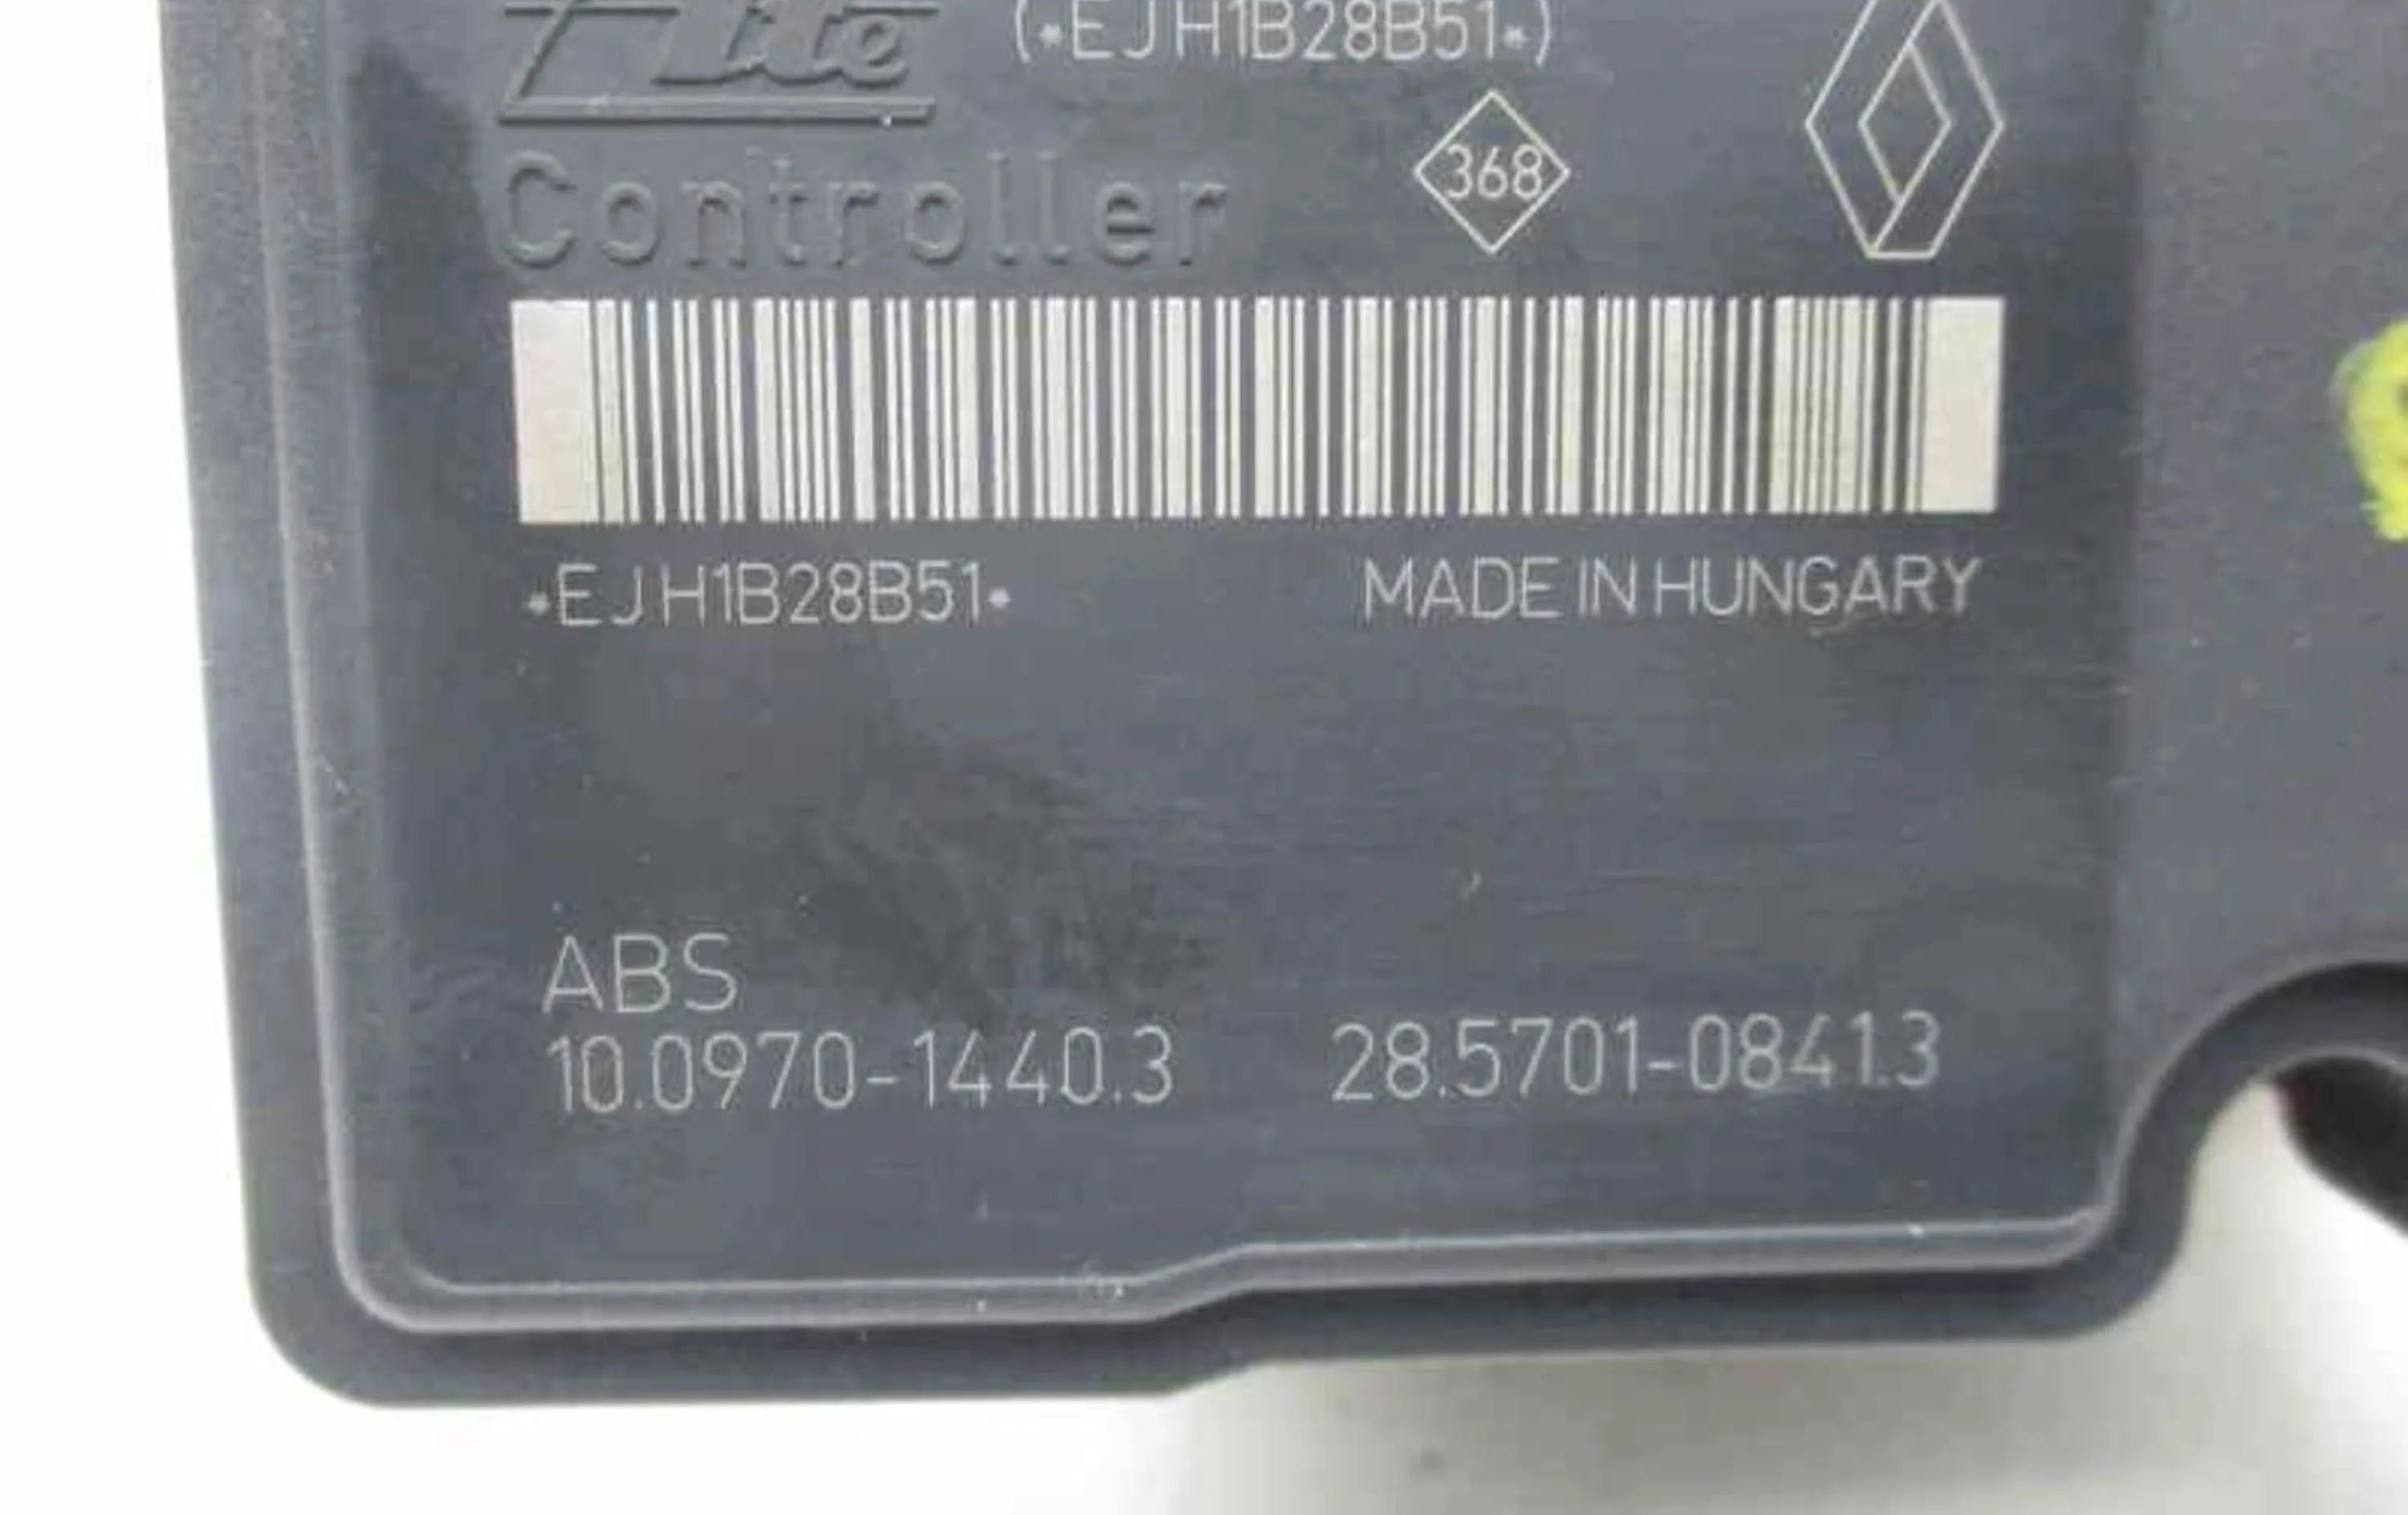 (*EJH1B28B51*)
Controller
368
*EJH1B28B51*
MADE IN HUNGARY
ABS
10.0970-1440.3
28.5701-0841.3